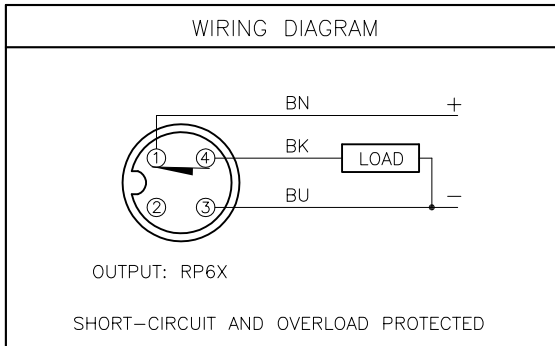 WIRING DIAGRAM
BN
+
1
4
BK
LOAD
2
3
BU
−
OUTPUT: RP6X
SHORT-CIRCUIT AND OVERLOAD PROTECTED